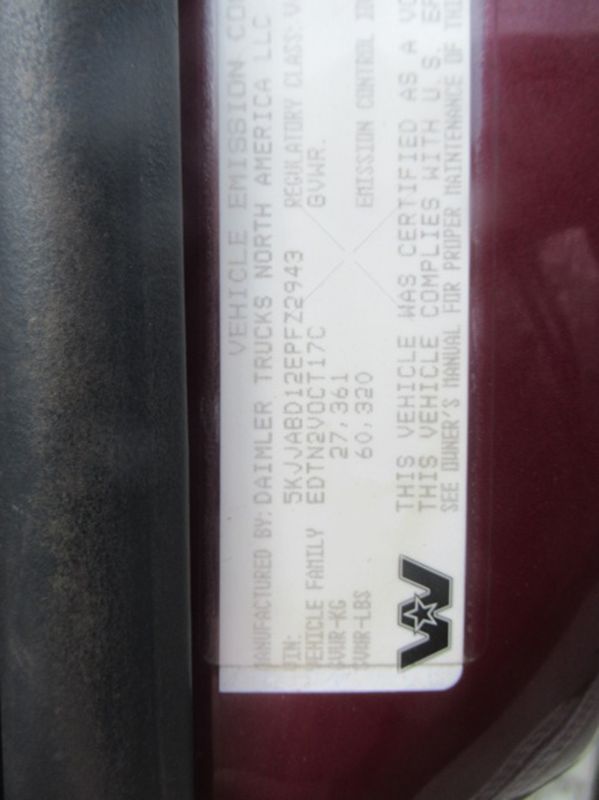 VEHICLE EMISSION
MANUFACTURED BY: DAIMLER TRUCKS NORTH AMERICA LLC
VIN: 5KJJABD12EPFZ2943 REGULATORY CLASS:
VEHICLE FAMILY EDTN2VOCT17C GVWR.
GVWR-KG 27,361
GVWR-LBS 60,320 EMISSION CONTROL
THIS VEHICLE WAS CERTIFIED AS A
THIS VEHICLE COMPLIES WITH U.S.
SEE OWNER'S MANUAL FOR PROPER MAINTENANCE OF